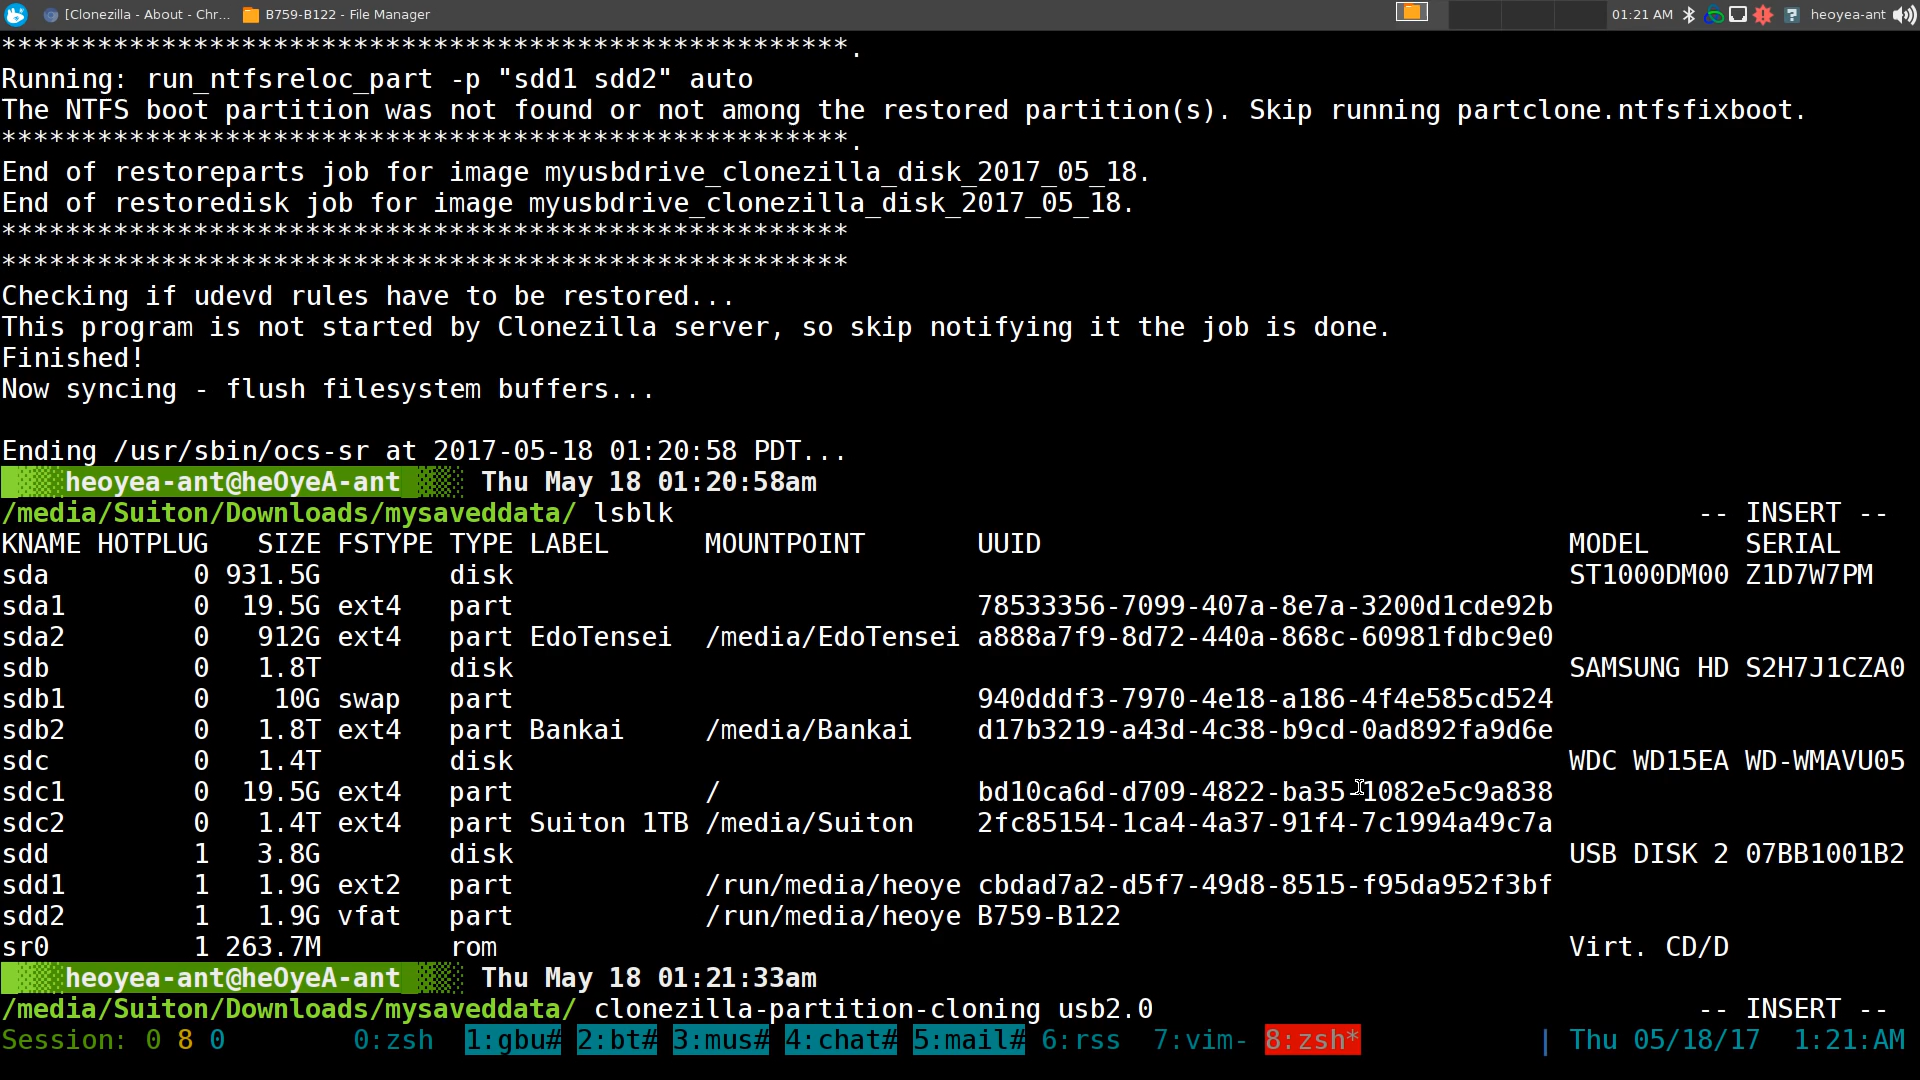 [Clonezilla - About - Chr... B759-B122 - File Manager 01:21 AM heoyea-ant
*****************************************************.
Running: run_ntfsreloc_part -p "sdd1 sdd2" auto
The NTFS boot partition was not found or not among the restored partition(s). Skip running partclone.ntfsfixboot.
*****************************************************.
End of restoreparts job for image myusbdrive_clonezilla_disk_2017_05_18.
End of restoredisk job for image myusbdrive_clonezilla_disk_2017_05_18.
*****************************************************
*****************************************************
Checking if udevd rules have to be restored...
This program is not started by Clonezilla server, so skip notifying it the job is done.
Finished!
Now syncing - flush filesystem buffers...
Ending /usr/sbin/ocs-sr at 2017-05-18 01:20:58 PDT...
heoyea-ant@heOyeA-ant Thu May 18 01:20:58am
/media/Suiton/Downloads/mysaveddata/ lsblk -- INSERT --
KNAME HOTPLUG SIZE FSTYPE TYPE LABEL MOUNTPOINT UUID MODEL SERIAL
sda 0 931.5G disk ST1000DM00 Z1D7W7PM
sda1 0 19.5G ext4 part 78533356-7099-407a-8e7a-3200d1cde92b
sda2 0 912G ext4 part EdoTensei /media/EdoTensei a888a7f9-8d72-440a-868c-60981fdbc9e0
sdb 0 1.8T disk SAMSUNG HD S2H7J1CZA0
sdb1 0 10G swap part 940dddf3-7970-4e18-a186-4f4e585cd524
sdb2 0 1.8T ext4 part Bankai /media/Bankai d17b3219-a43d-4c38-b9cd-0ad892fa9d6e
sdc 0 1.4T disk WDC WD15EA WD-WMAVU05
sdc1 0 19.5G ext4 part / bd10ca6d-d709-4822-ba35-1082e5c9a838
sdc2 0 1.4T ext4 part Suiton 1TB /media/Suiton 2fc85154-1ca4-4a37-91f4-7c1994a49c7a
sdd 1 3.8G disk USB DISK 2 07BB1001B2
sdd1 1 1.9G ext2 part /run/media/heoye cbdad7a2-d5f7-49d8-8515-f95da952f3bf
sdd2 1 1.9G vfat part /run/media/heoye B759-B122
sr0 1 263.7M rom Virt. CD/D
heoyea-ant@heOyeA-ant Thu May 18 01:21:33am
/media/Suiton/Downloads/mysaveddata/ clonezilla-partition-cloning usb2.0 -- INSERT --
Session: 0 8 0 0:zsh 1:gbu# 2:bt# 3:mus# 4:chat# 5:mail# 6:rss 7:vim- 8:zsh* | Thu 05/18/17 1:21:AM